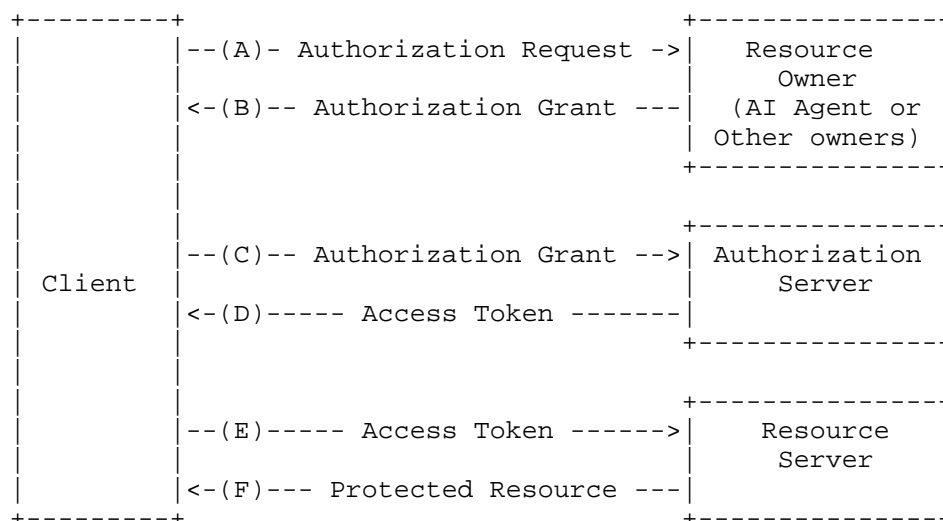 +---------+                               +----------------
|         |--(A)- Authorization Request ->|   Resource
|         |                               |     Owner
|         |<-(B)-- Authorization Grant ---|  (AI Agent or
|         |                               | Other owners)
|         |                               +----------------
|         |
|         |                               +----------------
|         |--(C)-- Authorization Grant -->| Authorization
| Client  |                               |     Server
|         |<-(D)----- Access Token -------|
|         |                               +----------------
|         |
|         |                               +----------------
|         |--(E)----- Access Token ------>|    Resource
|         |                               |     Server
|         |<-(F)--- Protected Resource ---|
+---------+                               +----------------